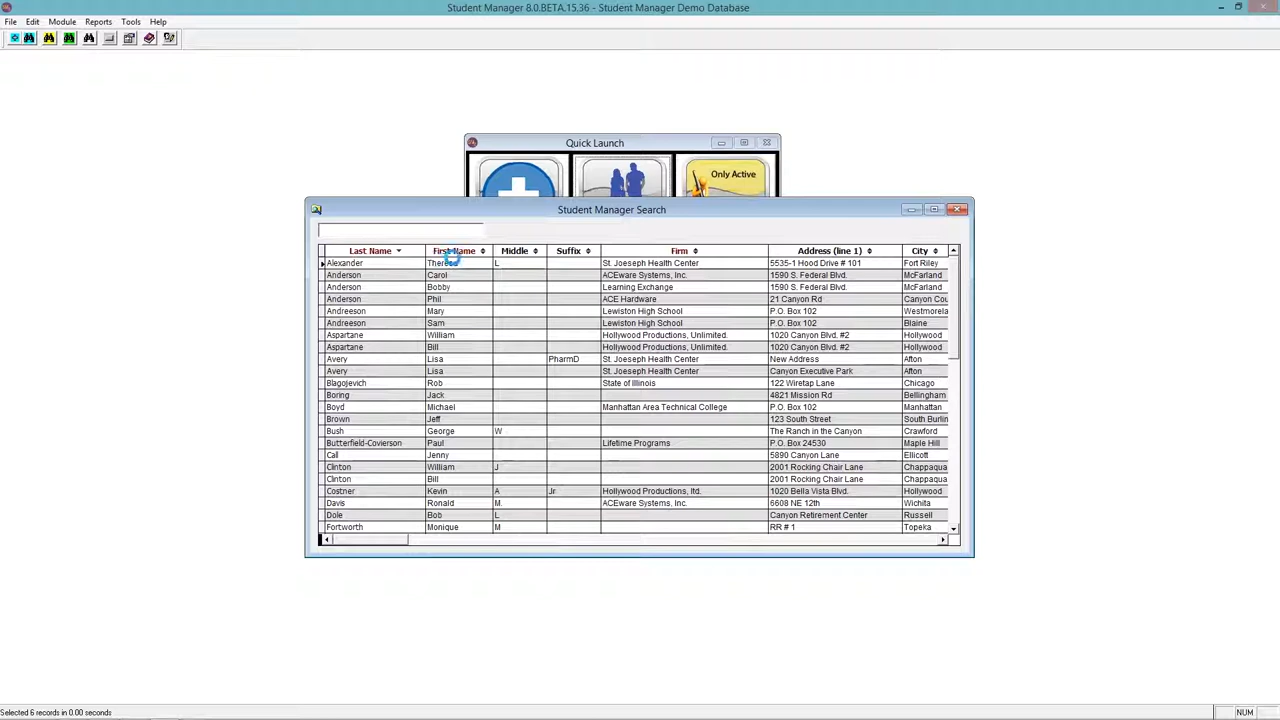 Student Manager 8.0.BETA.15.36 - Student Manager Demo Database
File Edit Module Reports Tools Help
Quick Launch
Only Active
Student Manager Search
Last Name First Name Middle Suffix Firm Address (line 1) City
Alexander L St. Joeseph Health Center 5535-1 Hood Drive # 101 Fort Riley
Anderson Carol ACEware Systems, Inc. 1590 S. Federal Blvd. McFarland
Anderson Bobby Learning Exchange 1590 S. Federal Blvd. McFarland
Anderson Phil ACE Hardware 21 Canyon Rd Canyon Cou
Andreeson Mary Lewiston High School P.O. Box 102 Westmorela
Andreeson Sam Lewiston High School P.O. Box 102 Blaine
Aspartane William Hollywood Productions, Unlimited. 1020 Canyon Blvd. #2 Hollywood
Aspartane Bill Hollywood Productions, Unlimited. 1020 Canyon Blvd. #2 Hollywood
Avery Lisa PharmD St. Joeseph Health Center New Address Afton
Avery Lisa St. Joeseph Health Center Canyon Executive Park Afton
Blagojevich Rob State of Illinois 122 Wiretap Lane Chicago
Boring Jack 4821 Mission Rd Bellingham
Boyd Michael Manhattan Area Technical College P.O. Box 102 Manhattan
Brown Jeff 123 South Street South Burlin
Bush George W The Ranch in the Canyon Crawford
Butterfield-Covierson Paul Lifetime Programs P.O. Box 24530 Maple Hill
Call Jenny 5890 Canyon Lane Ellicott
Clinton William J 2001 Rocking Chair Lane Chappaqua
Clinton Bill 2001 Rocking Chair Lane Chappaqua
Costner Kevin A Jr Hollywood Productions, ltd. 1020 Bella Vista Blvd. Hollywood
Davis Ronald M. ACEware Systems, Inc. 6608 NE 12th Wichita
Dole Bob L Canyon Retirement Center Russell
Fortworth Monique M RR # 1 Topeka
Selected 6 records in 0.00 seconds NUM